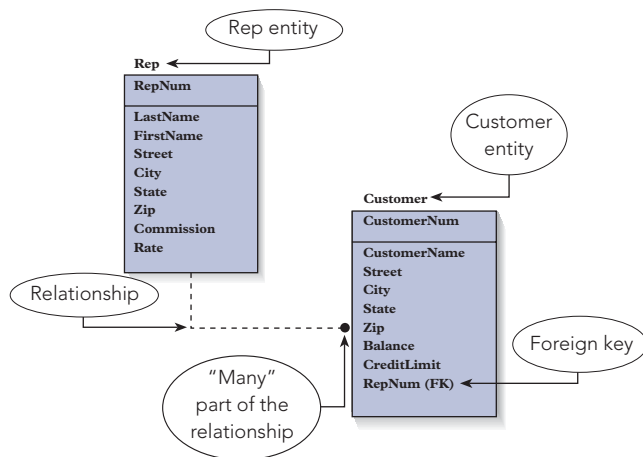 Rep entity
Rep
RepNum
LastName
FirstName
Street
City
State
Zip
Commission
Rate
Customer
entity
Customer
CustomerNum
CustomerName
Street
City
State
Zip
Balance
CreditLimit
RepNum (FK)
Relationship
Foreign key
"Many"
part of the
relationship